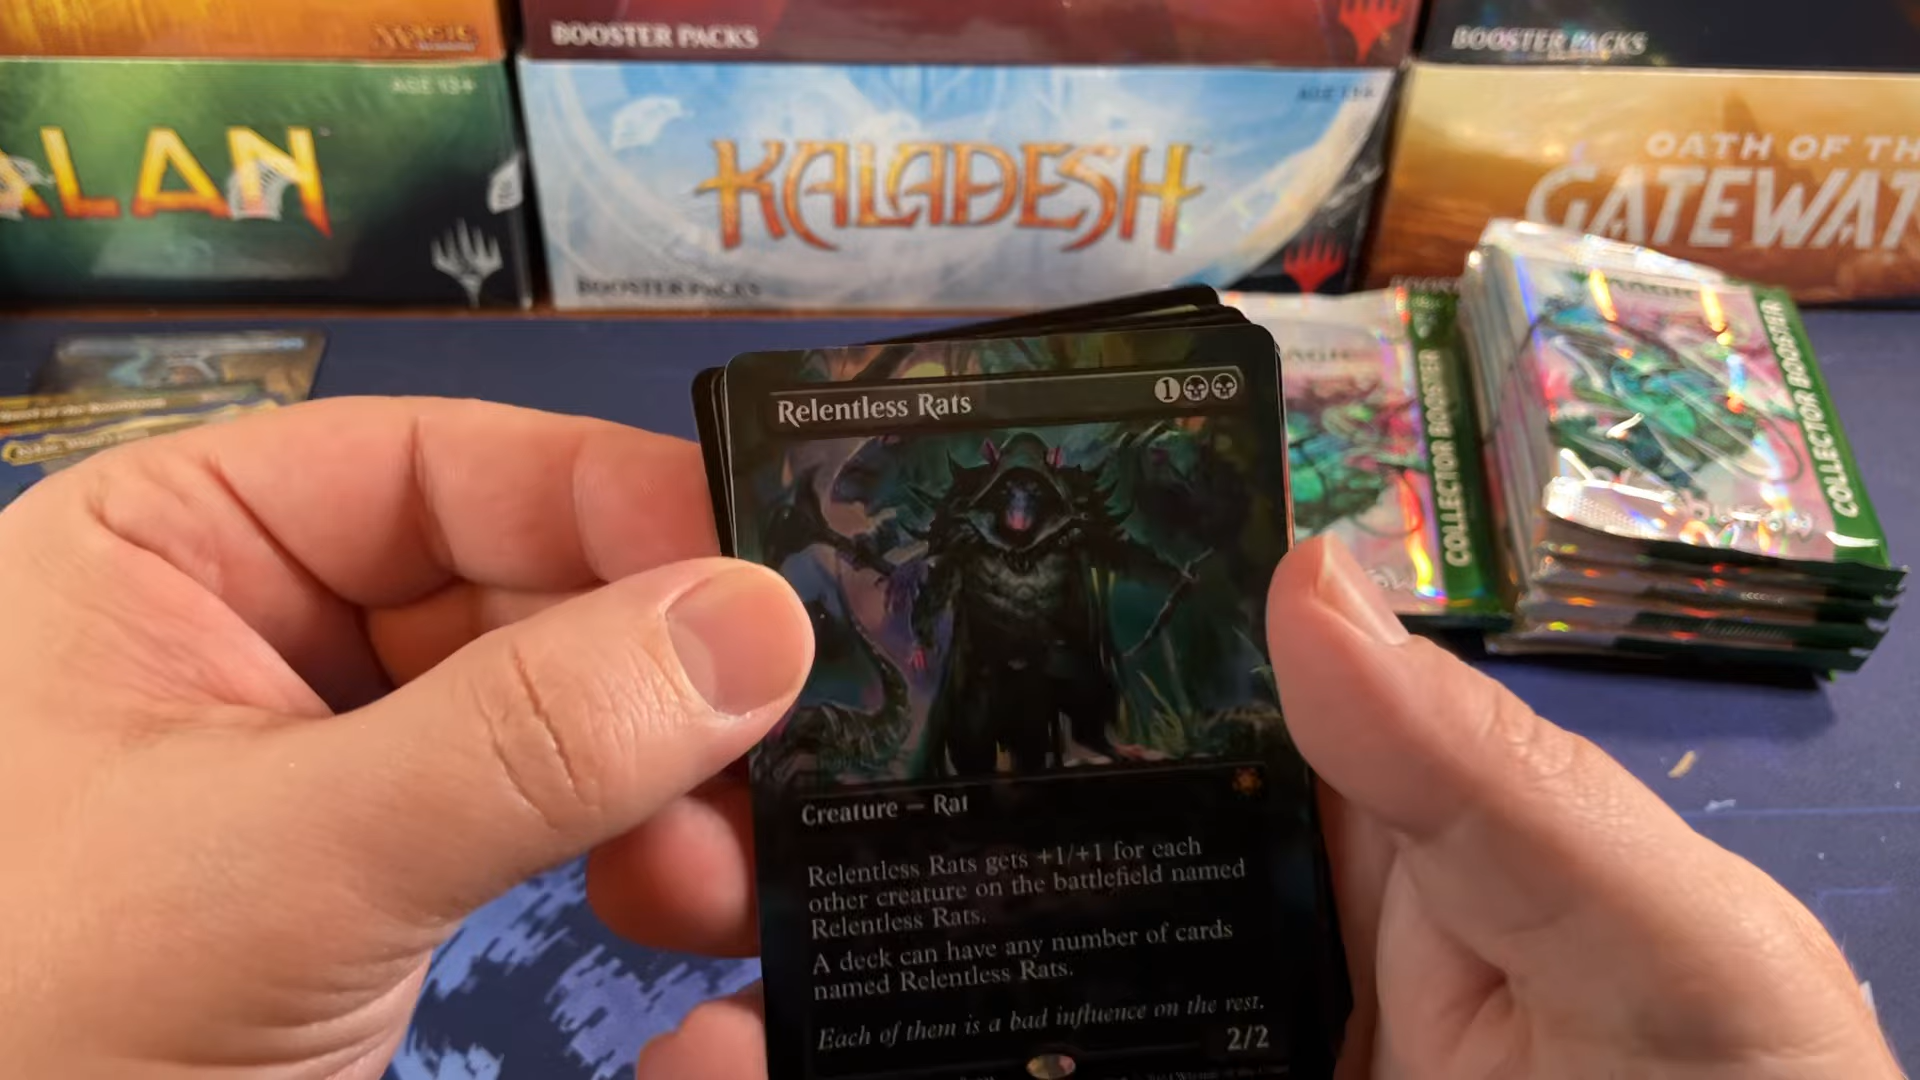 BOOSTER PACKS
BOOSTER PACKS
AGE 13+
ALAN
AGE 13+
KALADESH
BOOSTER PACKS
OATH OF TH
GATEWAT
COLLECTOR BOOSTER
COLLECTOR BOOSTER
Relentless Rats 1
Creature — Rat
Relentless Rats gets +1/+1 for each
other creature on the battlefield named
Relentless Rats.
A deck can have any number of cards
named Relentless Rats.
Each of them is a bad influence on the rest.
2/2